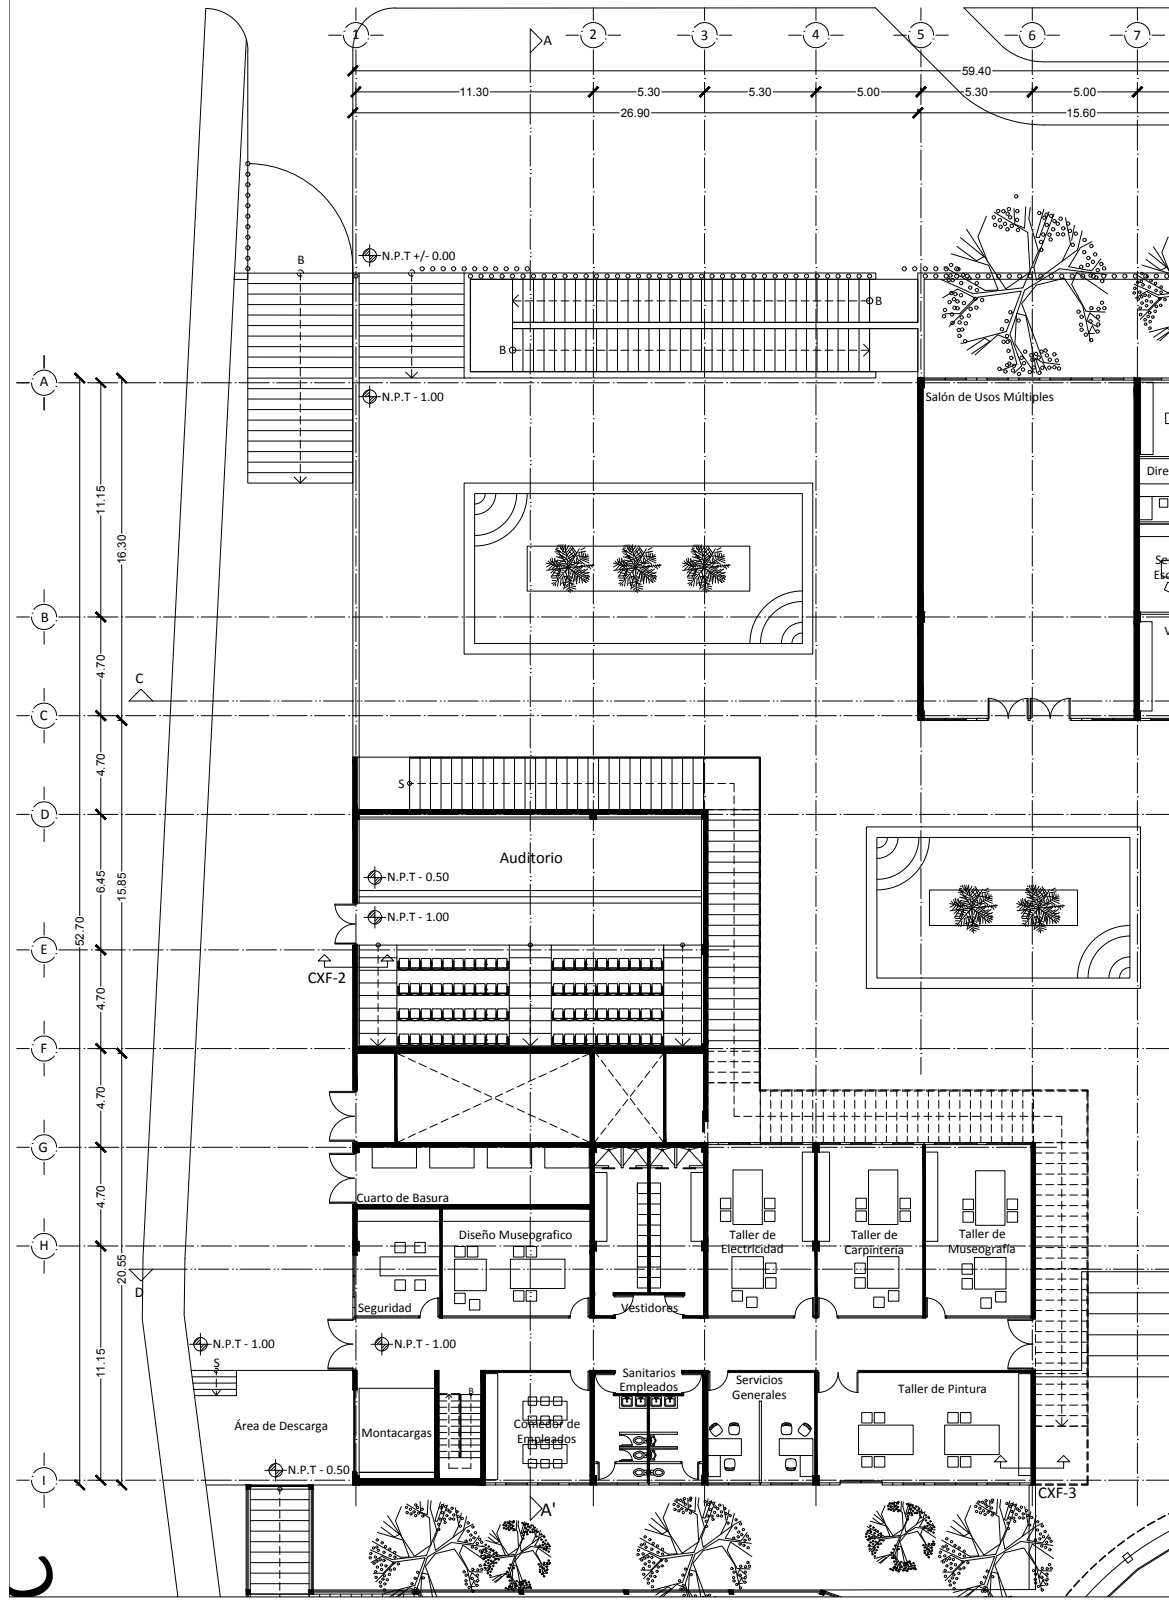 1
2
3
4
5
6
7
A
59.40
11.30
5.30
5.30
5.00
5.30
5.00
26.90
15.60
B
N.P.T +/- 0.00
B
B
A
N.P.T - 1.00
Salón de Usos Múltiples
Dire
11.15
16.30
B
4.70
C
C
4.70
S
D
Auditorio
N.P.T - 0.50
6.45
15.85
N.P.T - 1.00
52.70
E
CXF-2
4.70
F
4.70
G
Cuarto de Basura
4.70
Diseño Museografico
Taller de
Electricidad
Taller de
Carpinteria
Taller de
Museografía
H
20.55
D
Seguridad
Vestidores
N.P.T - 1.00
N.P.T - 1.00
11.15
S
Sanitarios
Empleados
Servicios
Generales
Taller de Pintura
B
Área de Descarga
Montacargas
Comedor de
Empleados
N.P.T - 0.50
I
CXF-3
A'